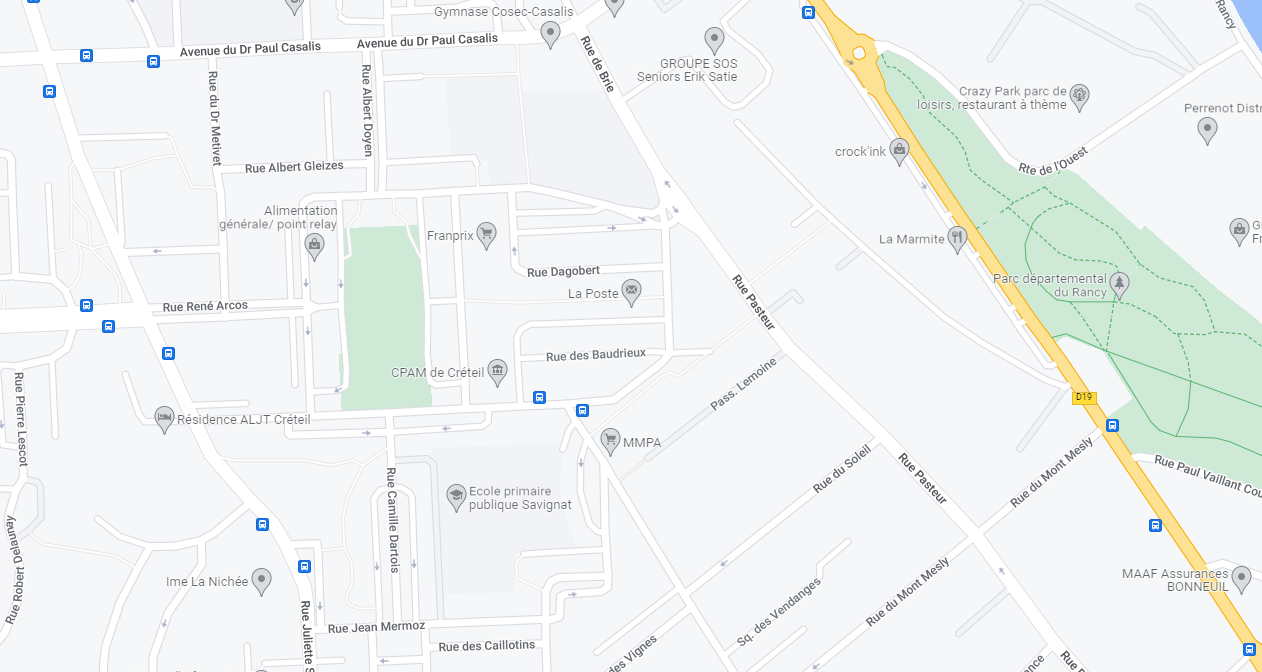 Gymnase Cosec-Casalis
Avenue du Dr Paul Casalis
Avenue du Dr Paul Casalis
Rue de Brie
Rancy
GROUPE SOS
Seniors Erik Satie
Rue du Dr Metivet
Rue Albert Doyen
Crazy Park parc de
loisirs, restaurant à thème
Perrenot Distr
crock'ink
Rte de l'Ouest
Rue Albert Gleizes
Alimentation
générale/ point relay
Franprix
La Marmite
G
Fr
Rue Dagobert
La Poste
Parc départemental
du Rancy
Rue Pasteur
Rue René Arcos
Rue des Baudrieux
CPAM de Créteil
Pass. Lemoine
D19
Rue Pierre Lescot
Résidence ALJT Créteil
MMPA
Rue du Soleil
Rue Pasteur
Rue du Mont Mesly
Rue Paul Vaillant Cou
Rue Camille Dartois
Ecole primaire
publique Savignat
Rue Robert Delaunay
Ime La Nichée
MAAF Assurances
BONNEUIL
Rue du Mont Mesly
Sq. des Vendanges
Rue Juliette S
Rue Jean Mermoz
Rue des Caillotins
des Vignes
ance
Rue P